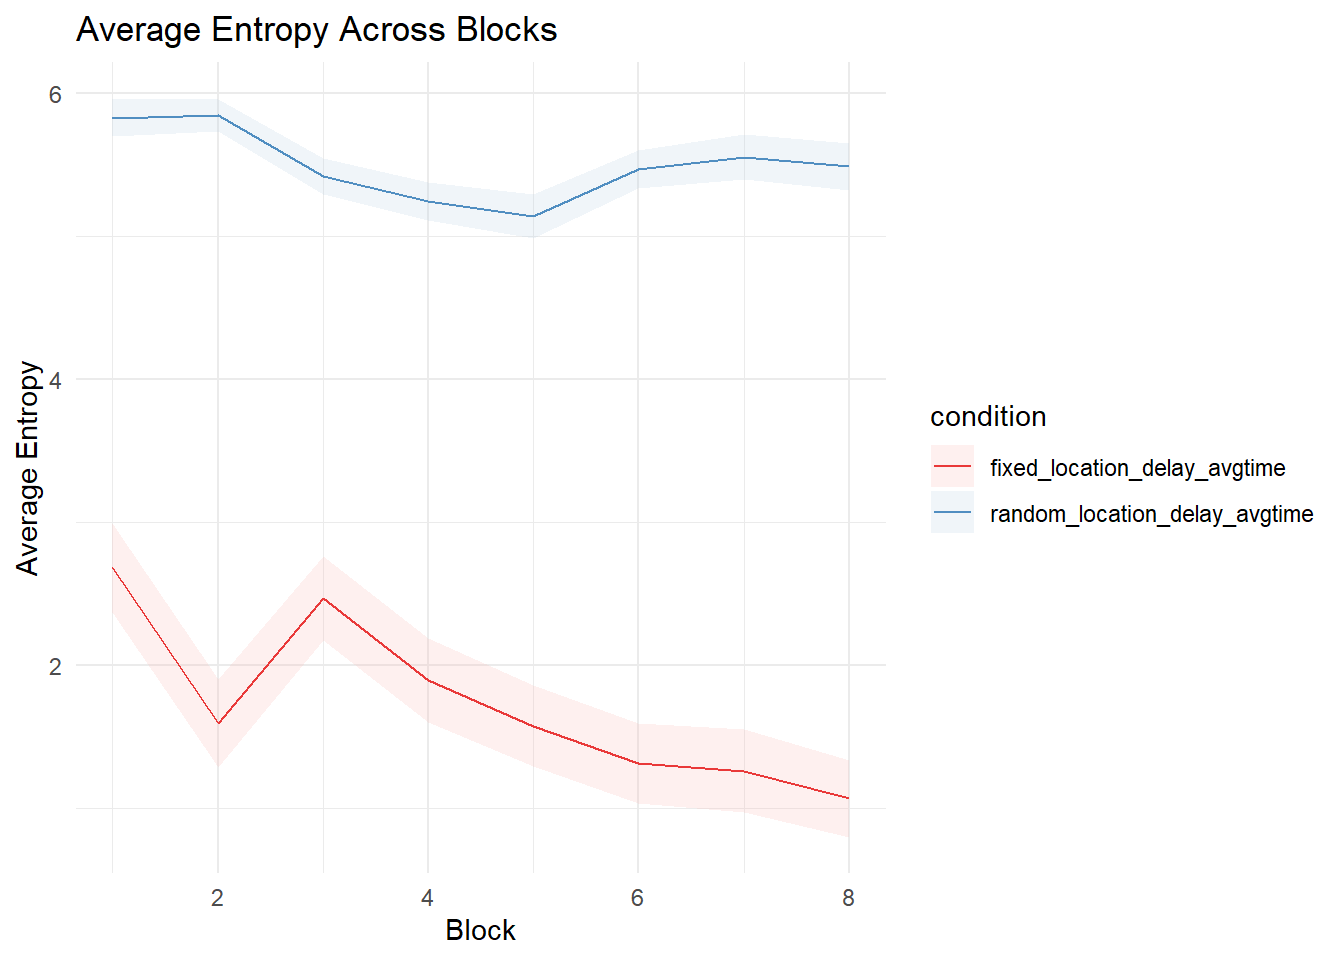 Average Entropy Across Blocks
6
4
2
Average Entropy
2 4 6 8
Block
condition
fixed_location_delay_avgtime
random_location_delay_avgtime